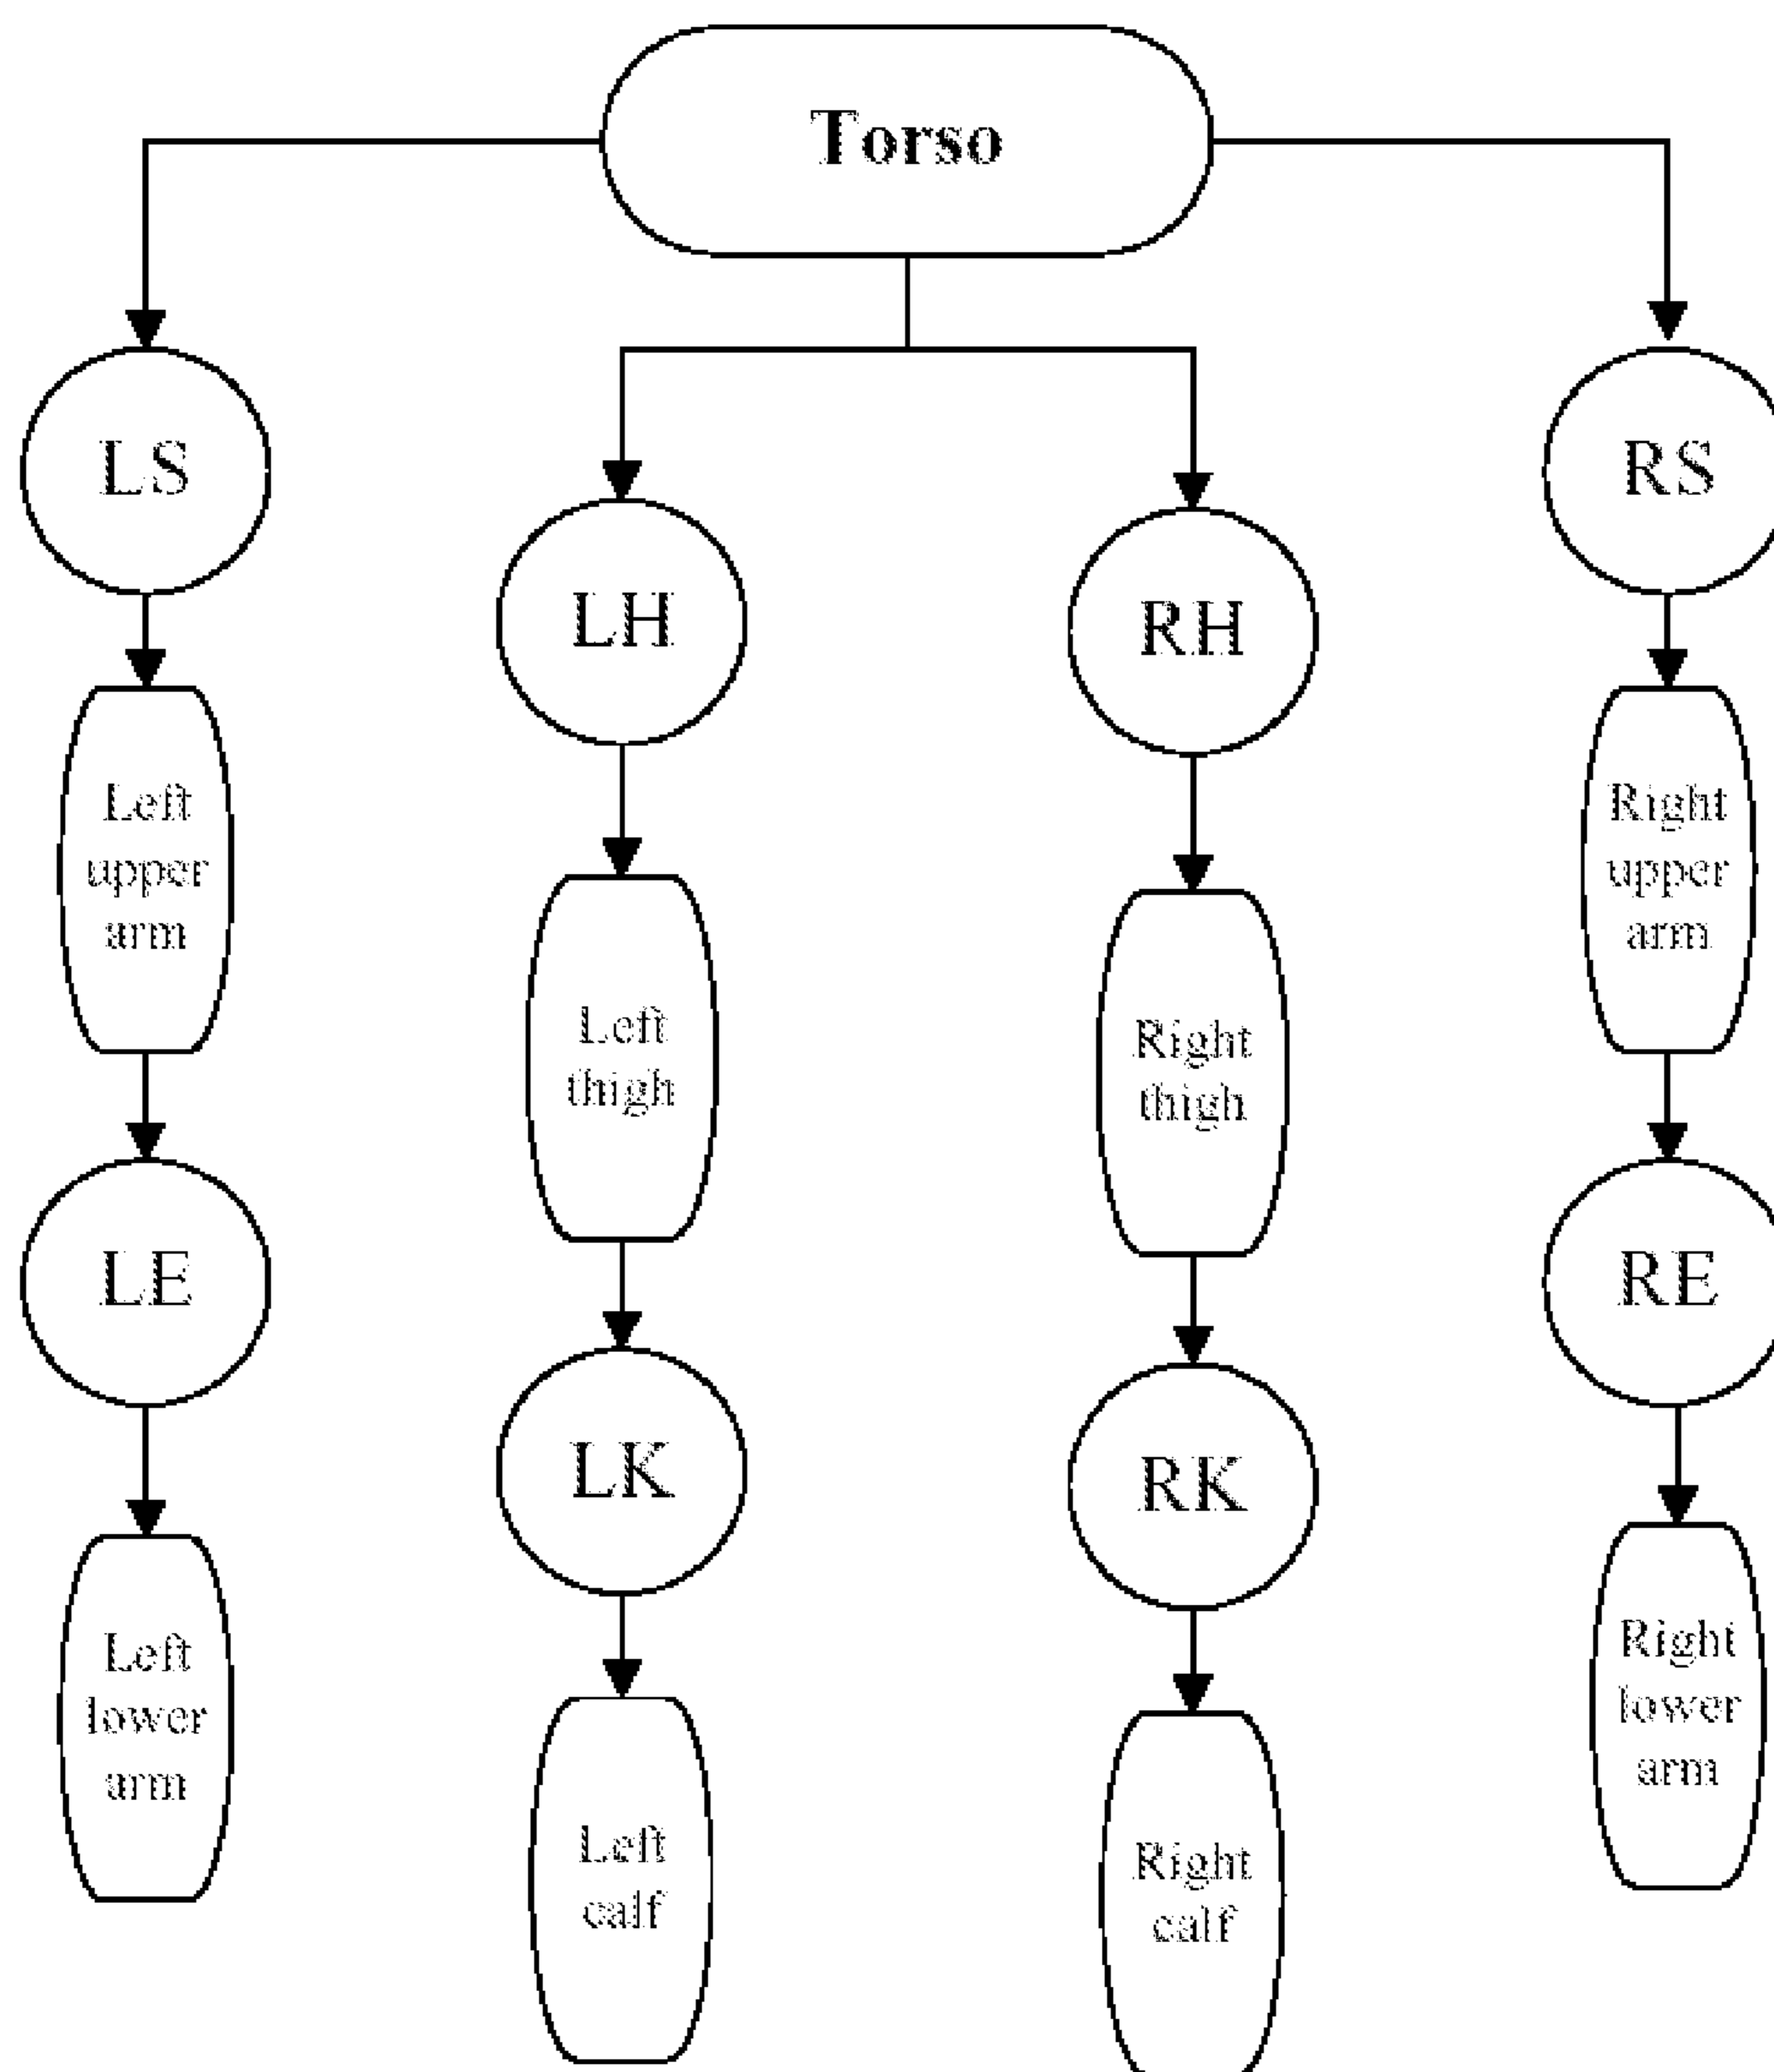 Torso
LS
RS
LH
RH
Left
upper
arm
Right
upper
arm
Left
thigh
Right
thigh
LE
RE
LK
RK
Left
lower
arm
Right
lower
arm
Left
calf
Right
calf